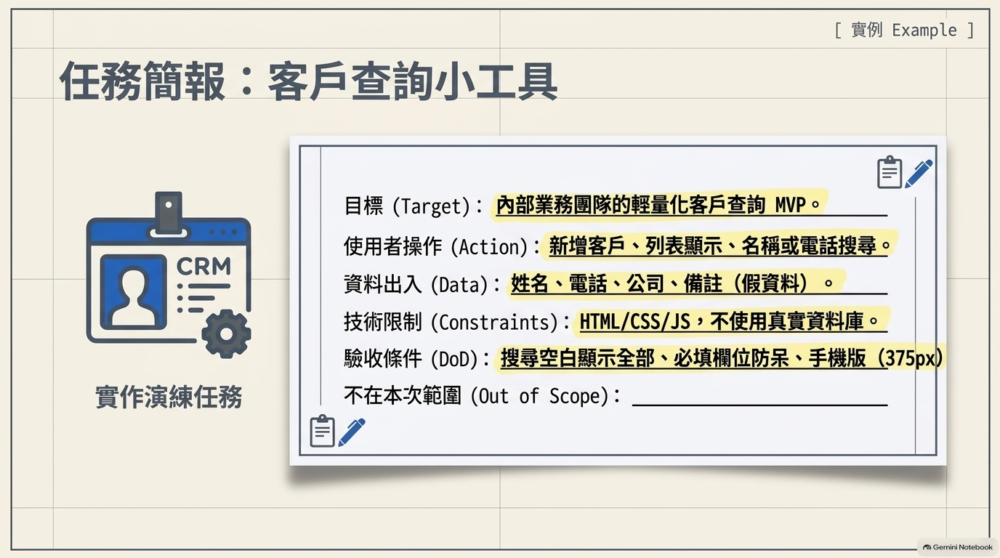 [ 實例 Example ]
任務簡報：客戶查詢小工具
CRM
實作演練任務
目標 (Target)： 內部業務團隊的輕量化客戶查詢 MVP。
使用者操作 (Action)： 新增客戶、列表顯示、名稱或電話搜尋。
資料出入 (Data)： 姓名、電話、公司、備註（假資料）。
技術限制 (Constraints)： HTML/CSS/JS，不使用真實資料庫。
驗收條件 (DoD)： 搜尋空白顯示全部、必填欄位防呆、手機版（375px）
不在本次範圍 (Out of Scope)：
Gemini Notebook